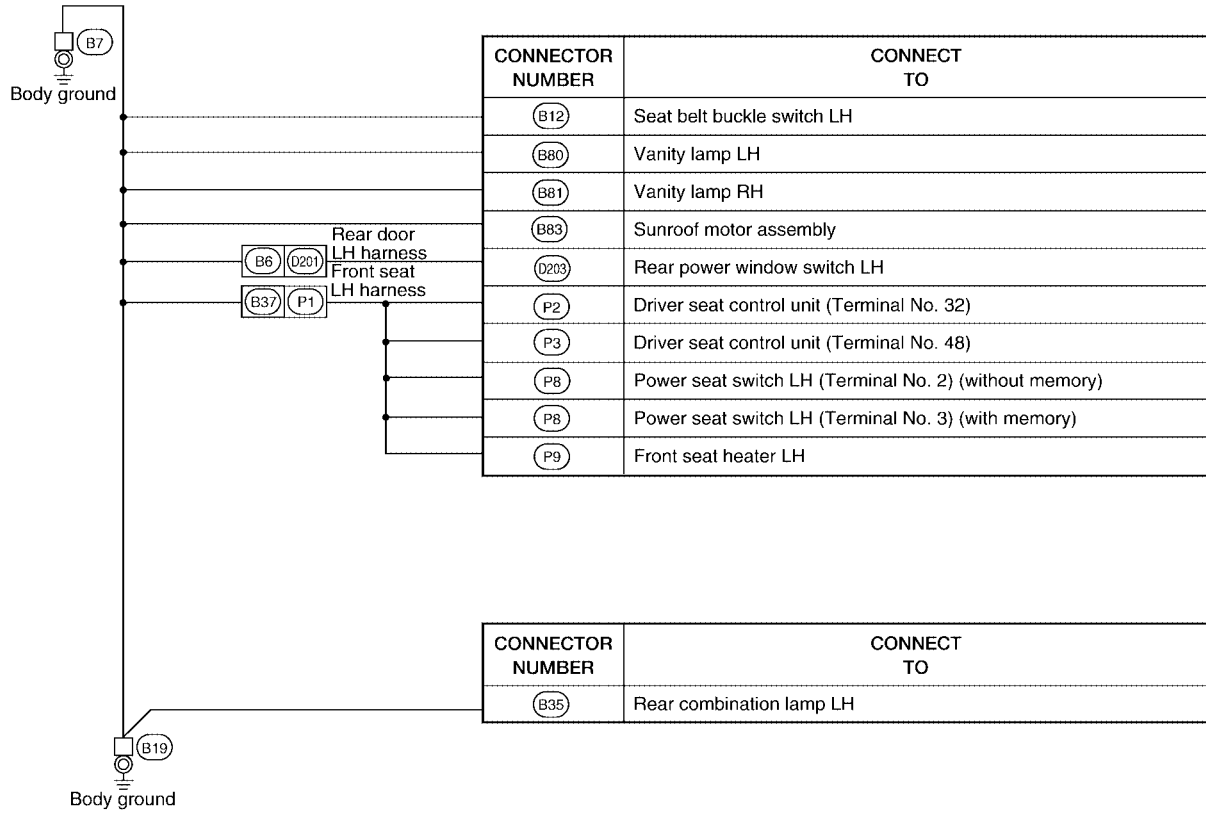 B7
Body ground
CONNECTOR NUMBER CONNECT TO
B12 Seat belt buckle switch LH
B80 Vanity lamp LH
B81 Vanity lamp RH
B83 Sunroof motor assembly
Rear door
LH harness
B6 D201
D203 Rear power window switch LH
Front seat
LH harness
B37 P1
P2 Driver seat control unit (Terminal No. 32)
P3 Driver seat control unit (Terminal No. 48)
P8 Power seat switch LH (Terminal No. 2) (without memory)
P8 Power seat switch LH (Terminal No. 3) (with memory)
P9 Front seat heater LH
CONNECTOR NUMBER CONNECT TO
B35 Rear combination lamp LH
B19
Body ground